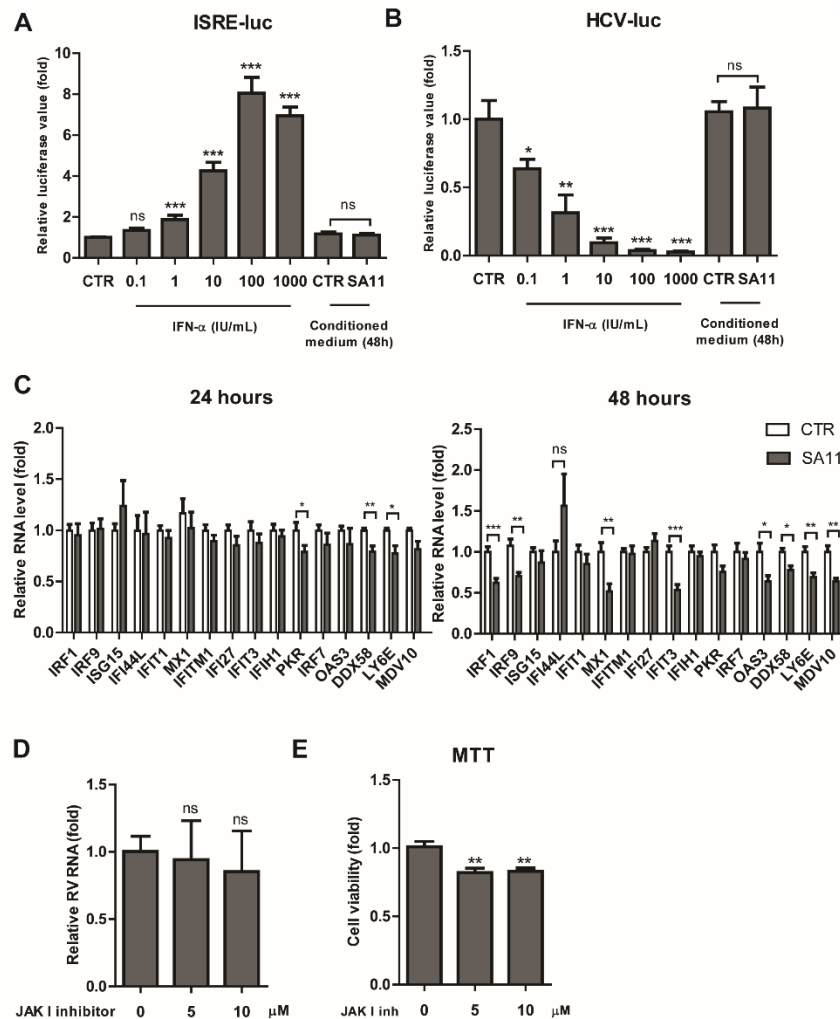 A
ISRE-luc
Relative luciferase value (fold)
10
8
6
4
2
0
ns
***
***
***
***
ns
CTR 0.1 1 10 100 1000 CTR SA11
IFN-α (IU/mL)
Conditioned
medium (48h)
B
HCV-luc
Relative luciferase value (fold)
1.5
1.0
0.5
0.0
*
**
***
***
***
ns
CTR 0.1 1 10 100 1000 CTR SA11
IFN-α (IU/mL)
Conditioned
medium (48h)
C
24 hours
Relative RNA level (fold)
2.0
1.5
1.0
0.5
0.0
*
**
*
IRF1 IRF9 ISG15 IFI44L IFIT1 MX1 IFITM1 IFI27 IFIT3 IFIH1 PKR IRF7 OAS3 DDX58 LY6E MDV10
48 hours
CTR
SA11
Relative RNA level (fold)
2.5
2.0
1.5
1.0
0.5
0.0
***
**
ns
**
***
*
*
**
**
IRF1 IRF9 ISG15 IFI44L IFIT1 MX1 IFITM1 IFI27 IFIT3 IFIH1 PKR IRF7 OAS3 DDX58 LY6E MDV10
D
Relative RV RNA (fold)
1.5
1.0
0.5
0.0
ns
ns
JAK I inhibitor 0 5 10 μM
E
MTT
Cell viability (fold)
1.5
1.0
0.5
0.0
**
**
JAK I inh 0 5 10 μM